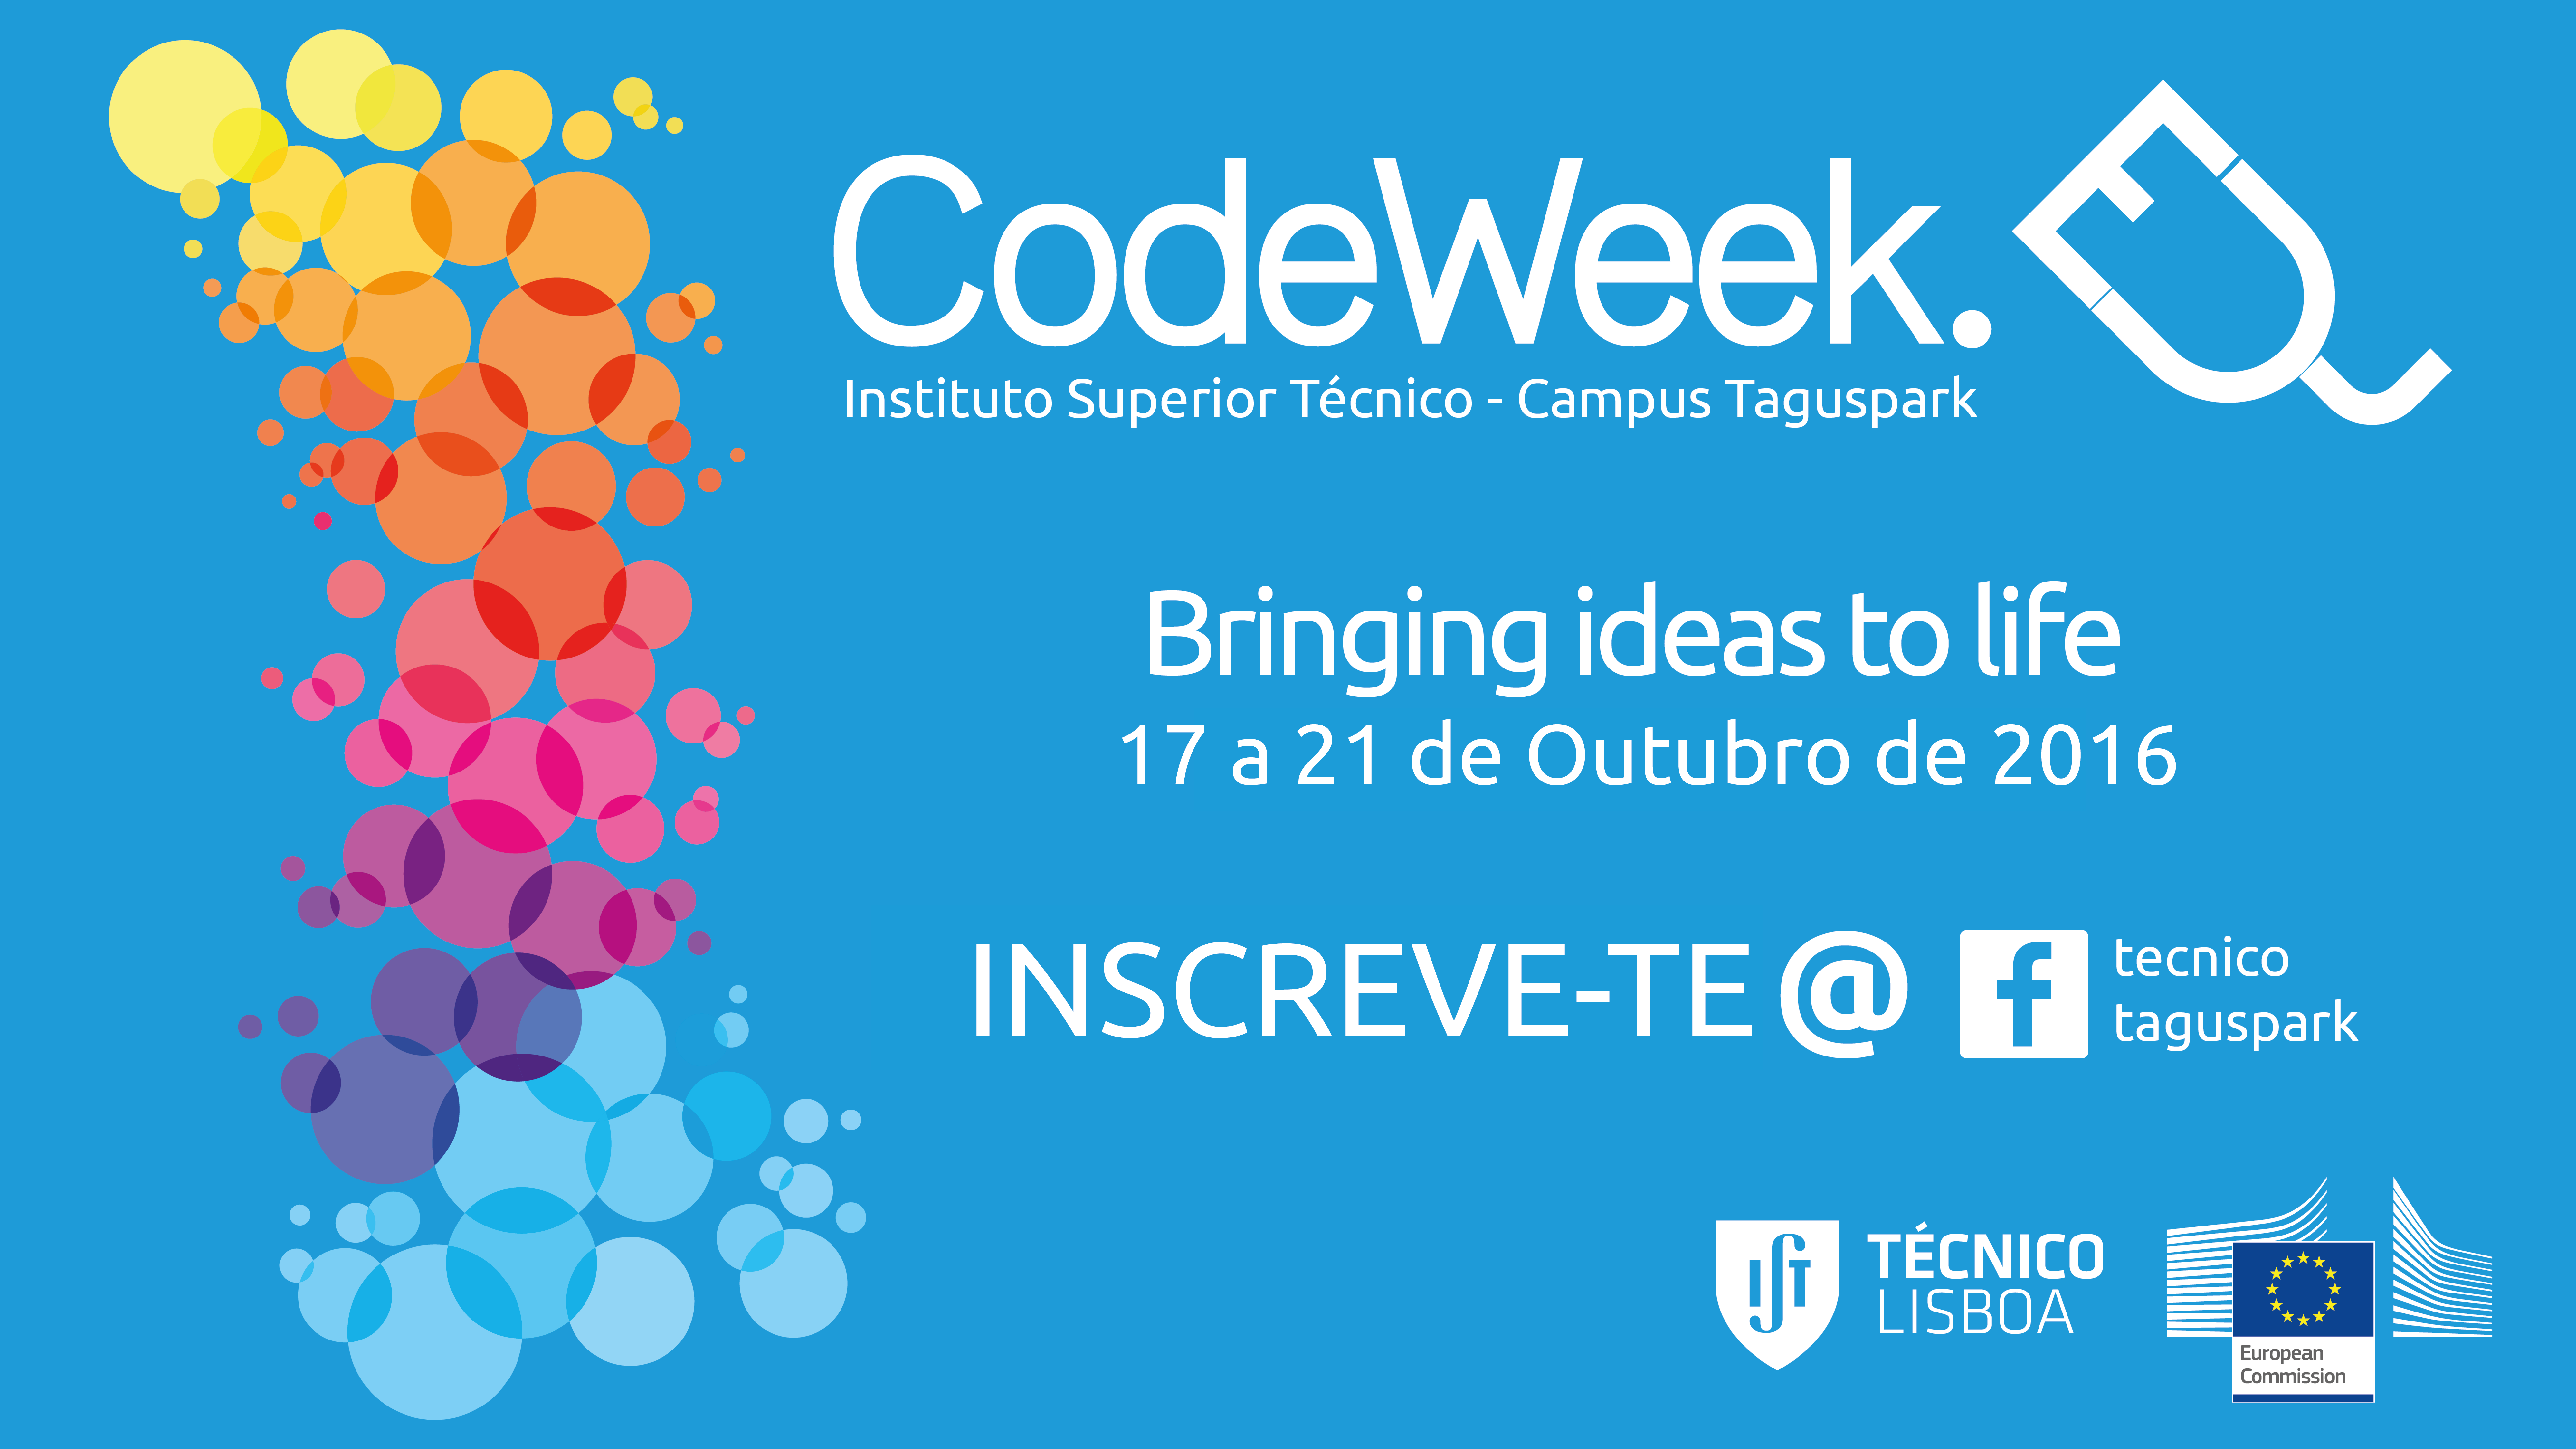 CodeWeek.
Instituto Superior Técnico - Campus Taguspark
Bringing ideas to life
17 a 21 de Outubro de 2016
INSCREVE-TE @ f tecnico
taguspark
IST
TÉCNICO
LISBOA
European
Commission